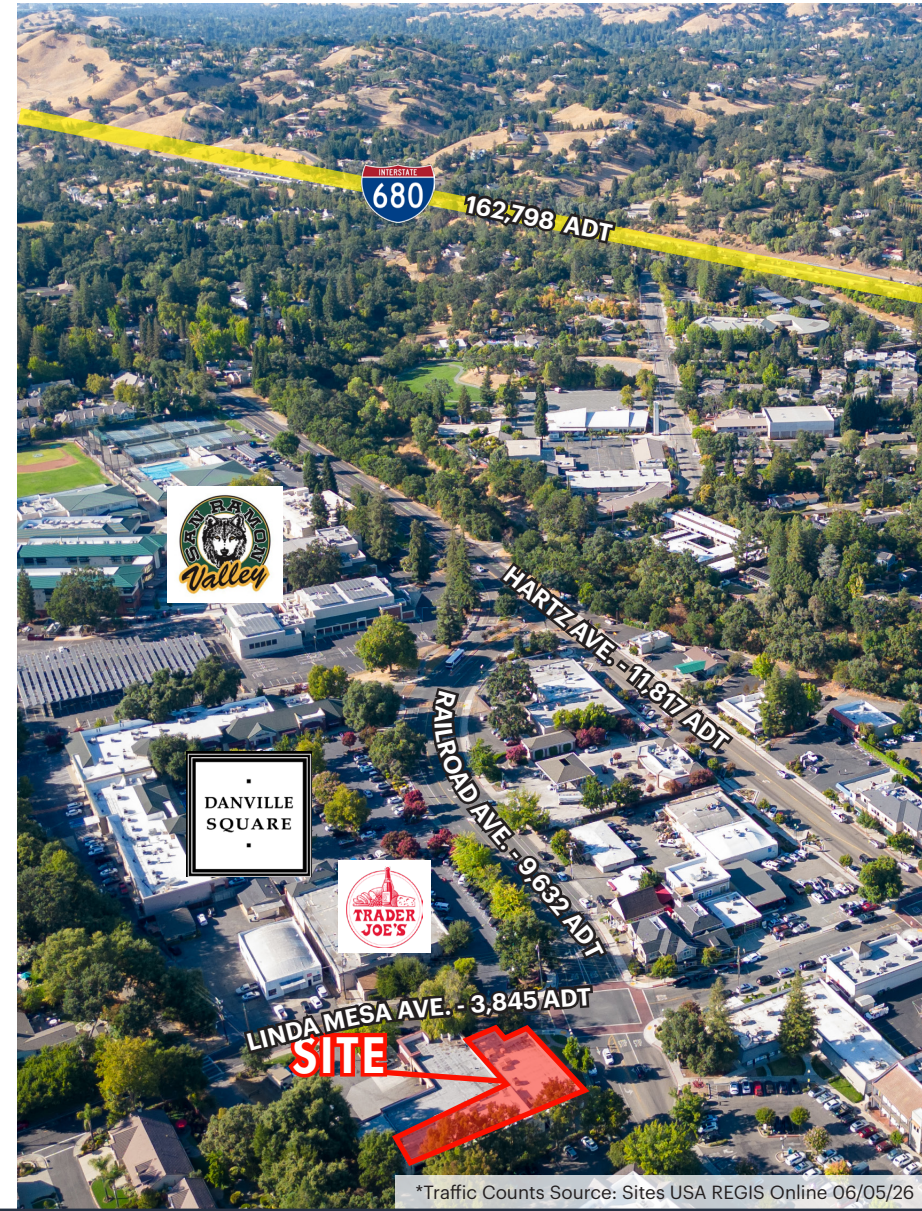 INTERSTATE
680
162,798 ADT
SAN RAMON
Valley
HARTZ AVE. - 11,817 ADT
RAILROAD AVE. - 9,632 ADT
DANVILLE
SQUARE
TRADER
JOE'S
LINDA MESA AVE. - 3,845 ADT
SITE
*Traffic Counts Source: Sites USA REGIS Online 06/05/26